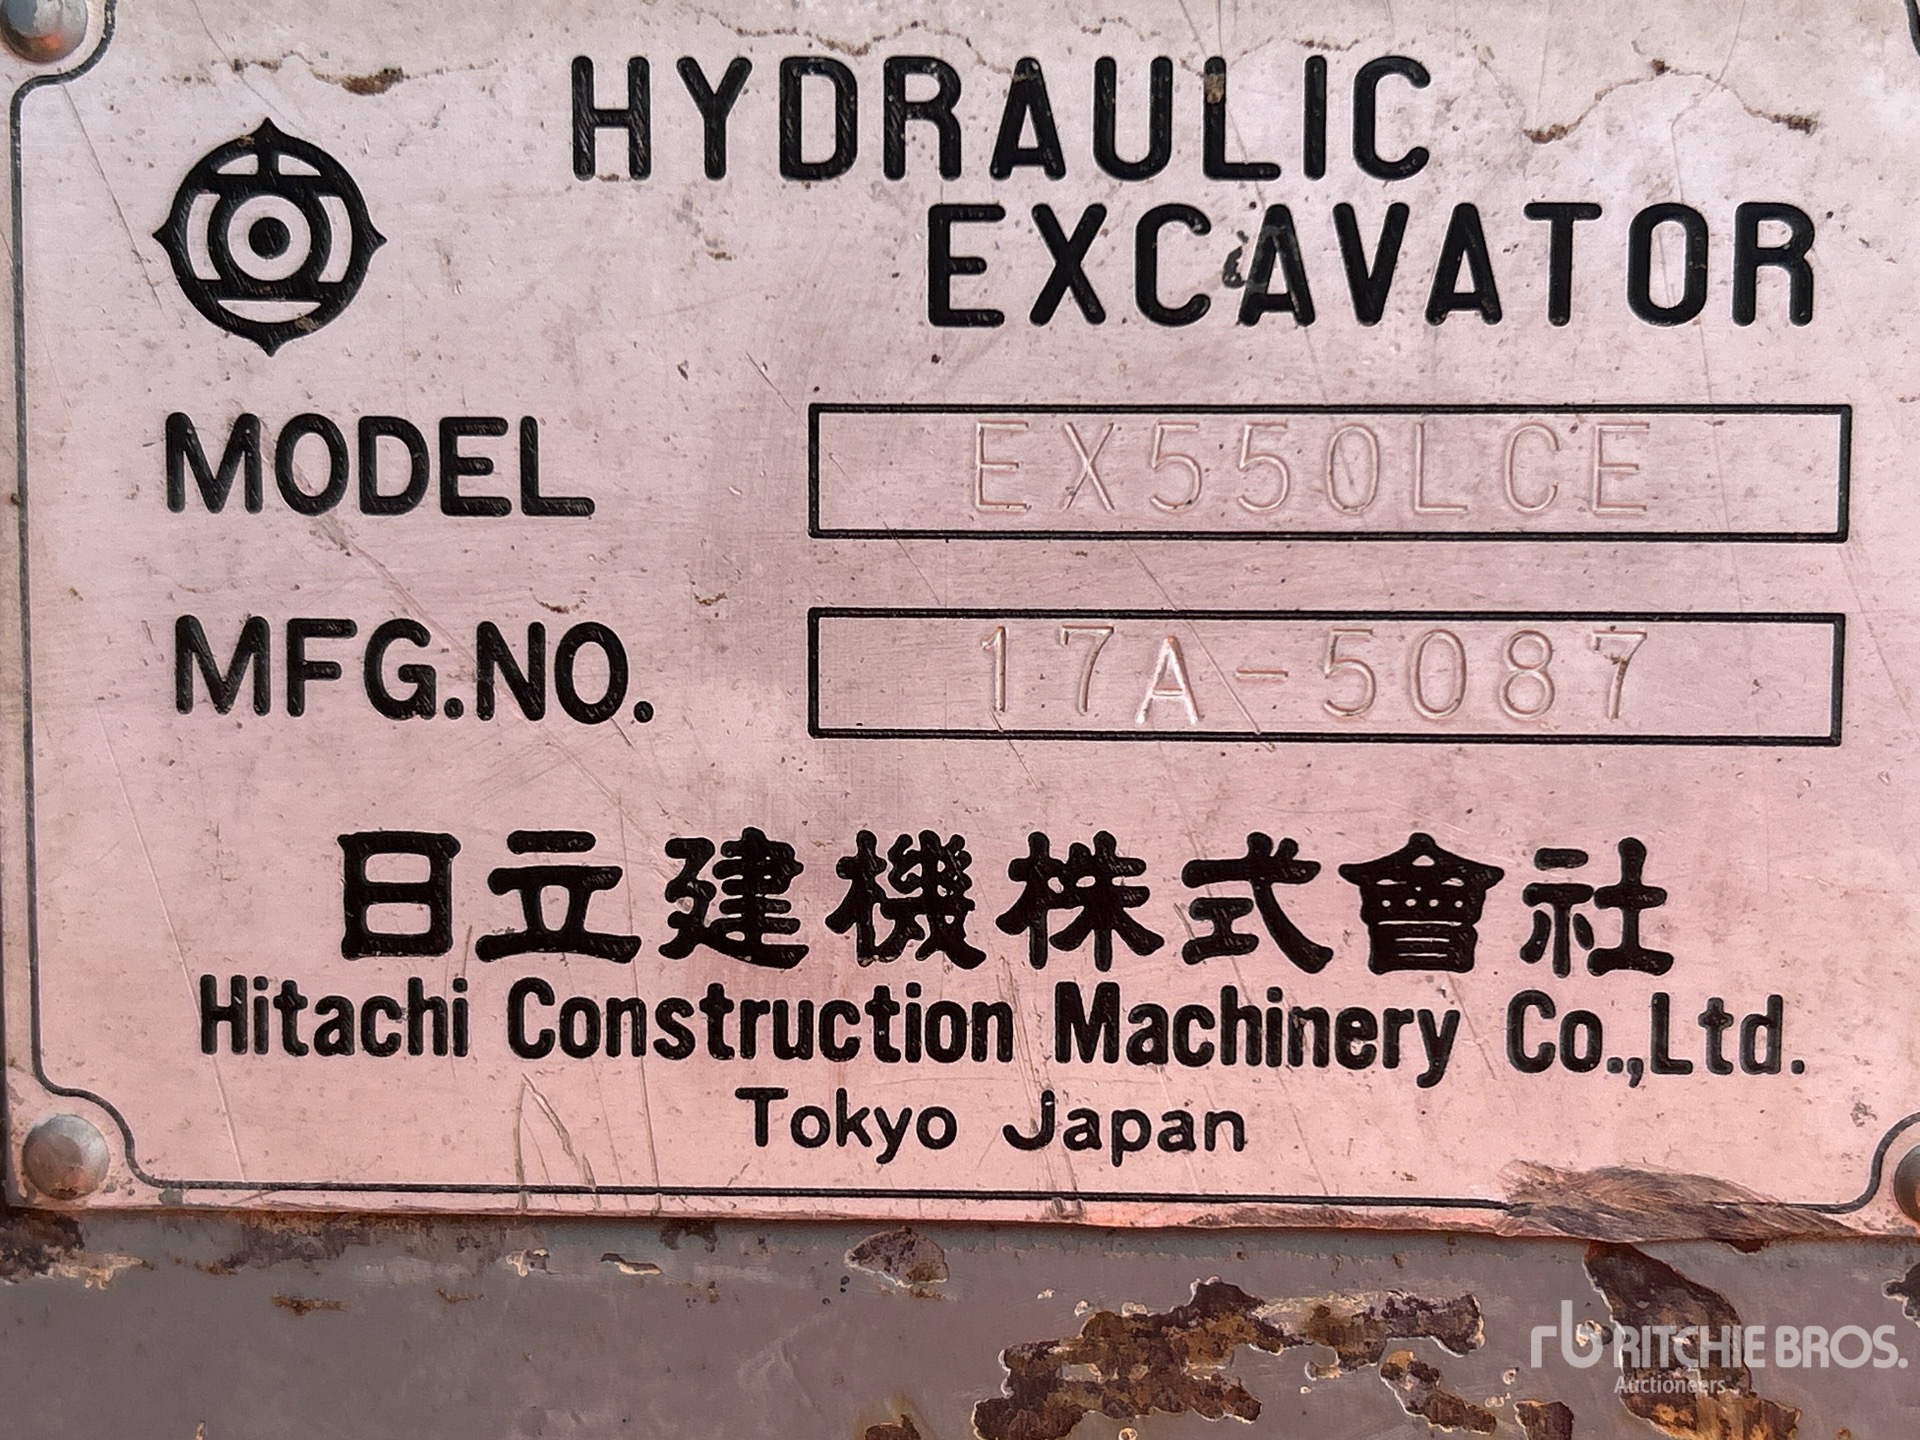 HYDRAULIC
EXCAVATOR
MODEL EX550LCE
MFG.NO. 17A-5087
日立建機株式會社
Hitachi Construction Machinery Co.,Ltd.
Tokyo Japan
rb RITCHIE BROS.
Auctioneers